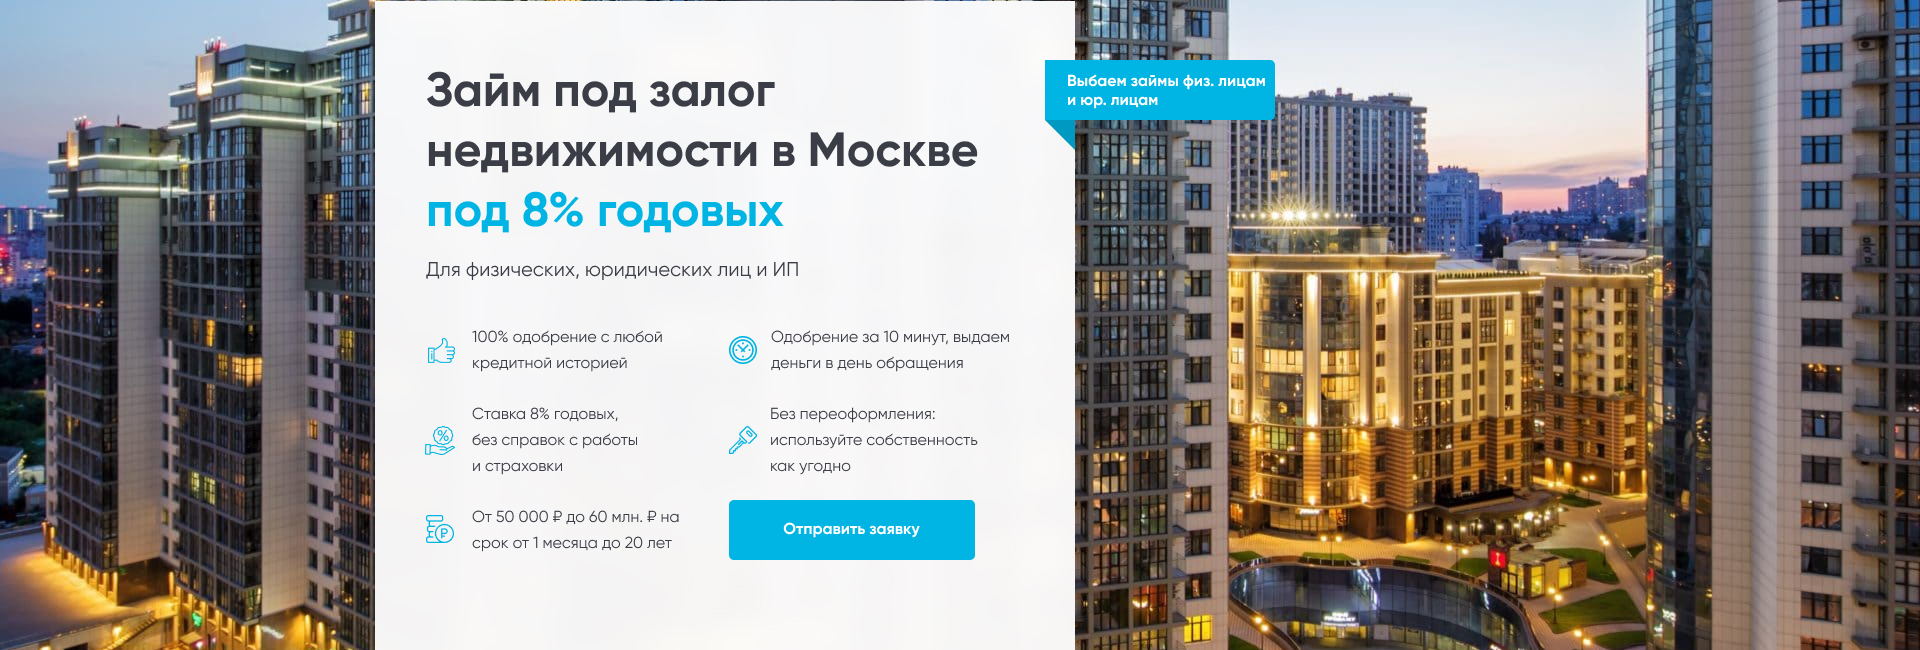 Займ под залог
недвижимости в Москве
под 8% годовых
Для физических, юридических лиц и ИП
Выбаем займы физ. лицам
и юр. лицам
100% одобрение с любой
кредитной историей
Одобрение за 10 минут, выдаем
деньги в день обращения
Ставка 8% годовых,
без справок с работы
и страховки
Без переоформления:
используйте собственность
как угодно
От 50 000 ₽ до 60 млн. ₽ на
срок от 1 месяца до 20 лет
Отправить заявку